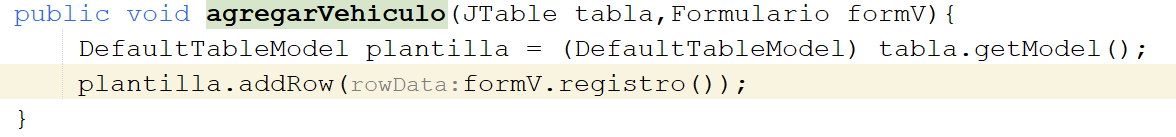 public void agregarVehiculo(JTable tabla,Formulario formV){
    DefaultTableModel plantilla = (DefaultTableModel) tabla.getModel();
    plantilla.addRow(rowData:formV.registro());
}